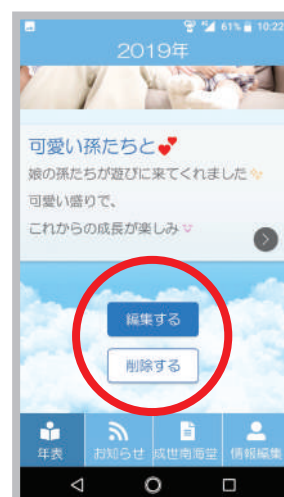 61% 10:22
2019年
可愛い孫たちと💕
娘の孫たちが遊びに来てくれました✨
可愛い盛りで、
これからの成長が楽しみ
編集する
削除する
年表 お知らせ 成世南海堂 情報編集